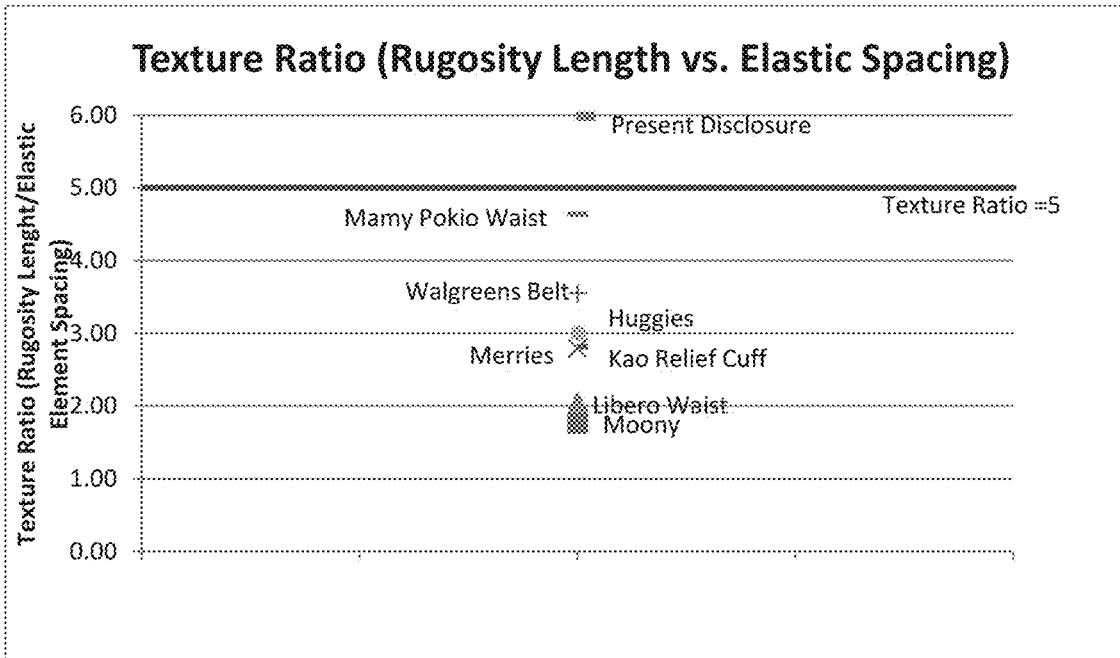 Texture Ratio (Rugosity Length vs. Elastic Spacing)
Texture Ratio (Rugosity Lenght/Elastic
Element Spacing)
6.00
Present Disclosure
5.00
Texture Ratio =5
Mamy Pokio Waist
4.00
Walgreens Belt
Huggies
3.00
Merries
Kao Relief Cuff
2.00
Libero Waist
Moony
1.00
0.00